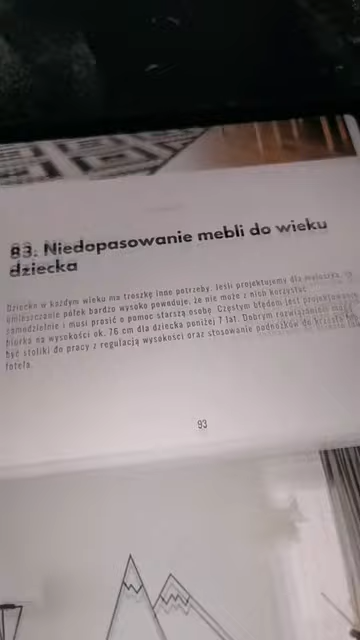 83. Niedopasowanie mebli do wieku
dziecka
Dziecko w każdym wieku ma troszkę inne potrzeby. Jeśli projektujemy dla maluszka,
umieszczanie półek bardzo wysoko powoduje, że nie może z nich korzystać
samodzielnie i musi prosić o pomoc starszą osobę. Częstym błędem jest projektowanie
biurka na wysokości ok. 76 cm dla dziecka poniżej 7 lat. Dobrym rozwiązaniem mogą
być stoliki do pracy z regulacją wysokości oraz stosowanie podnóżków do krzesła lub
fotela.
93